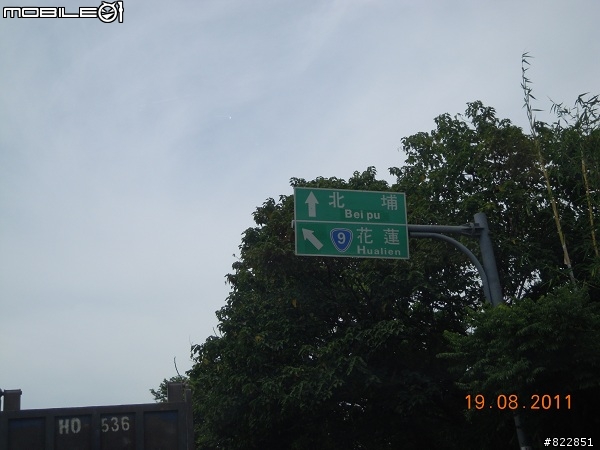 mobile01
北埔
Bei pu
9 花蓮
Hualien
HO 536
19.08.2011
#822851